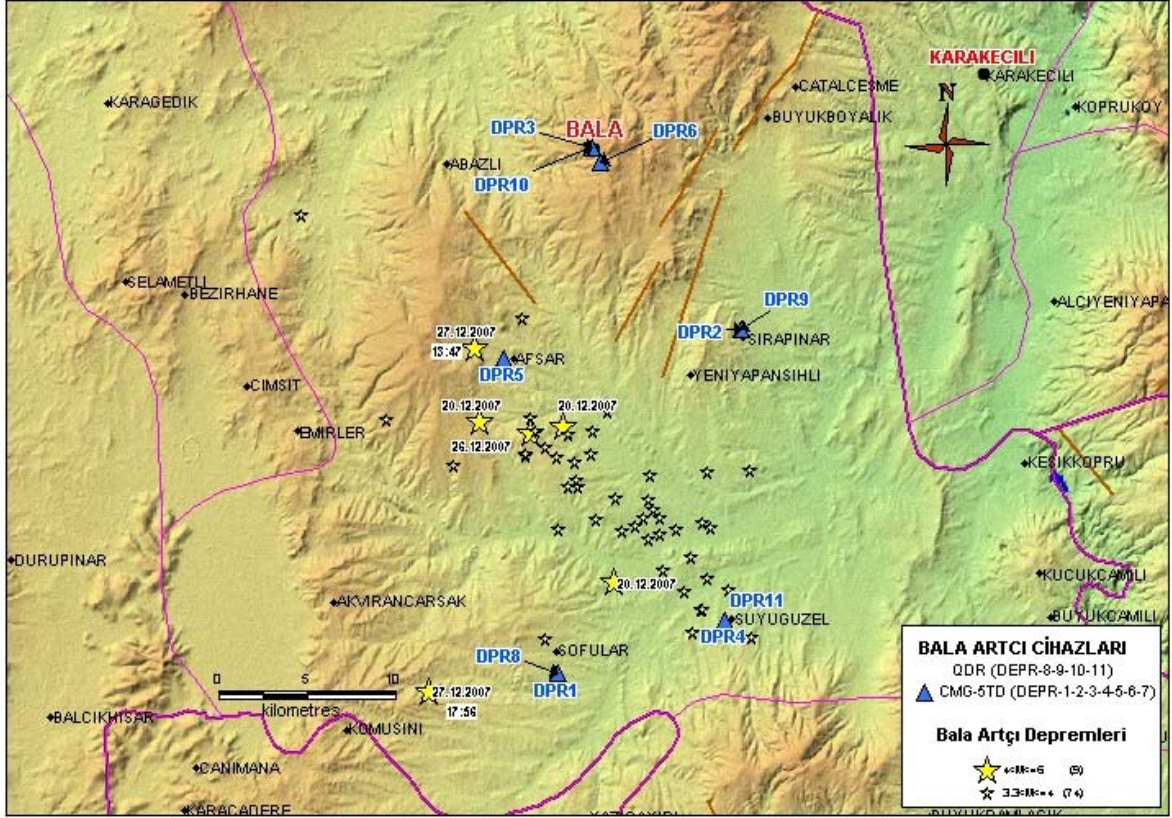 KARAKECILI
KARAKECILI
KARAGEDIK
CATALCESME
KOPRUKOY
N
BUYUKBOYALIK
DPR3
BALA
DPR6
ABAZLI
DPR10
SELAMETLI
BEZIRHANE
ALCIYENIYAPA
DPR9
DPR2
SIRAPINAR
27.12.2007
13:47
AFSAR
DPR5
YENIYAPANSIHLI
CIMSIT
20.12.2007
20.12.2007
EMIRLER
26.12.2007
KESIKKOPRU
DURUPINAR
KUCUKCAMILI
20.12.2007
AKVIRANCARSAK
DPR11
SUYUGUZEL
BUYUKCAMILI
DPR4
SOFULAR
DPR8
DPR1
0 5 10
kilometres
27.12.2007
17:56
BALCIKHISAR
KOMUSINI
CANIMANA
KARACADERE
BALA ARTCI CİHAZLARI
QDR (DEPR-8-9-10-11)
CMG-5TD (DEPR-1-2-3-4-5-6-7)
Bala Artçı Depremleri
(74)